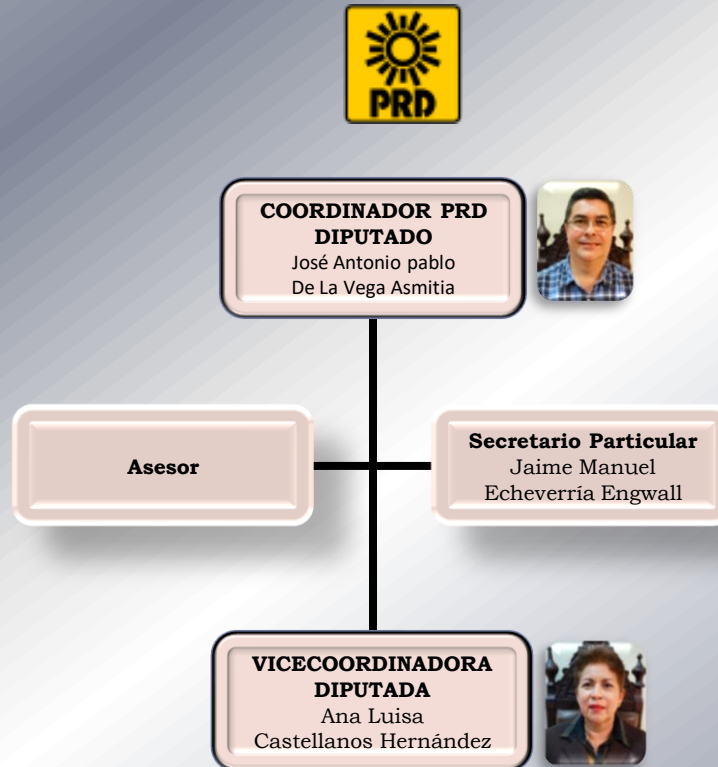 PRD
COORDINADOR PRD
DIPUTADO
José Antonio pablo
De La Vega Asmitia
Asesor
Secretario Particular
Jaime Manuel
Echeverría Engwall
VICECOORDINADORA
DIPUTADA
Ana Luisa
Castellanos Hernández